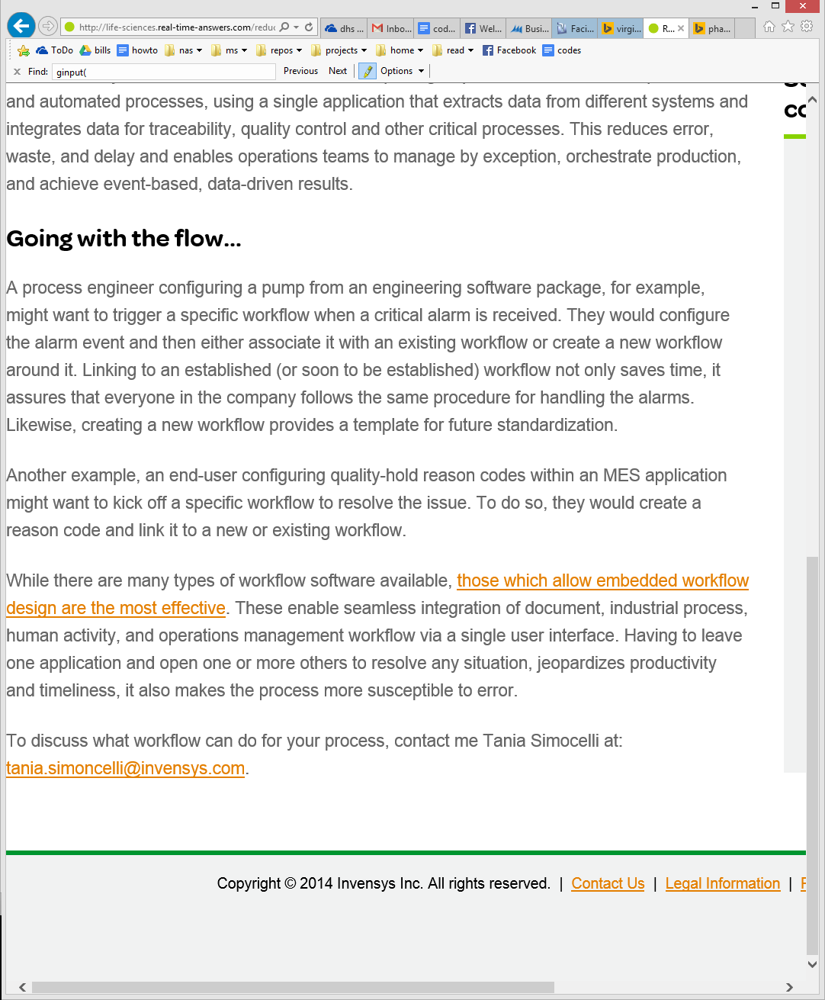 http://life-sciences.real-time-answers.com/reduc
dhs ...
Inbo...
cod...
Wel...
Busi...
Faci...
virgi...
R...
pha...
ToDo bills howto nas ms repos projects home read Facebook codes
Find: ginput( Previous Next Options
and automated processes, using a single application that extracts data from different systems and
integrates data for traceability, quality control and other critical processes. This reduces error,
waste, and delay and enables operations teams to manage by exception, orchestrate production,
and achieve event-based, data-driven results.
co
Going with the flow...
A process engineer configuring a pump from an engineering software package, for example,
might want to trigger a specific workflow when a critical alarm is received. They would configure
the alarm event and then either associate it with an existing workflow or create a new workflow
around it. Linking to an established (or soon to be established) workflow not only saves time, it
assures that everyone in the company follows the same procedure for handling the alarms.
Likewise, creating a new workflow provides a template for future standardization.
Another example, an end-user configuring quality-hold reason codes within an MES application
might want to kick off a specific workflow to resolve the issue. To do so, they would create a
reason code and link it to a new or existing workflow.
While there are many types of workflow software available, those which allow embedded workflow
design are the most effective. These enable seamless integration of document, industrial process,
human activity, and operations management workflow via a single user interface. Having to leave
one application and open one or more others to resolve any situation, jeopardizes productivity
and timeliness, it also makes the process more susceptible to error.
To discuss what workflow can do for your process, contact me Tania Simocelli at:
tania.simoncelli@invensys.com.
Copyright © 2014 Invensys Inc. All rights reserved. | Contact Us | Legal Information |